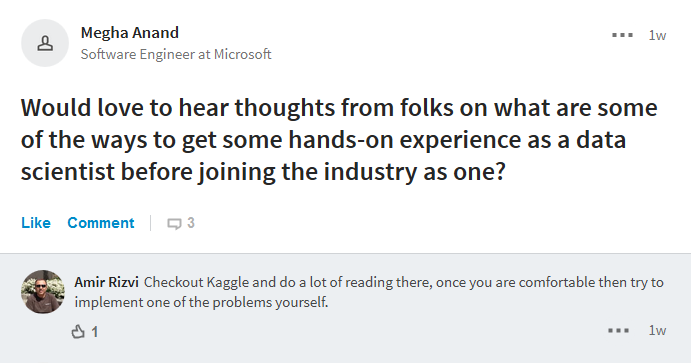 Megha Anand
1w
Software Engineer at Microsoft
Would love to hear thoughts from folks on what are some
of the ways to get some hands-on experience as a data
scientist before joining the industry as one?
Like Comment 3
Amir Rizvi Checkout Kaggle and do a lot of reading there, once you are comfortable then try to
implement one of the problems yourself.
1
1w